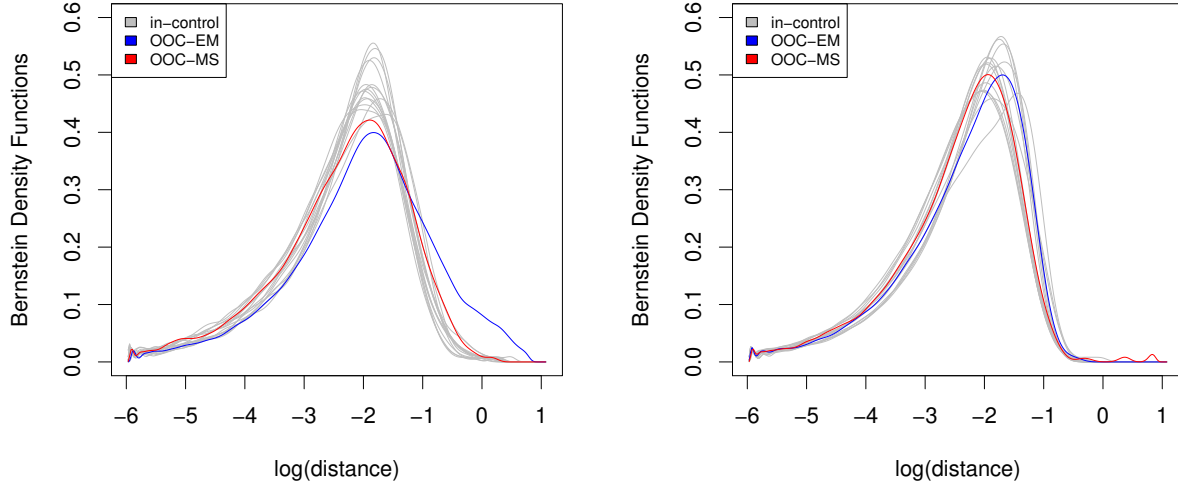 Bernstein Density Functions
0.6
0.5
0.4
0.3
0.2
0.1
0.0
in−control
OOC−EM
OOC−MS
−6 −5 −4 −3 −2 −1 0 1
log(distance)
Bernstein Density Functions
0.6
0.5
0.4
0.3
0.2
0.1
0.0
in−control
OOC−EM
OOC−MS
−6 −5 −4 −3 −2 −1 0 1
log(distance)